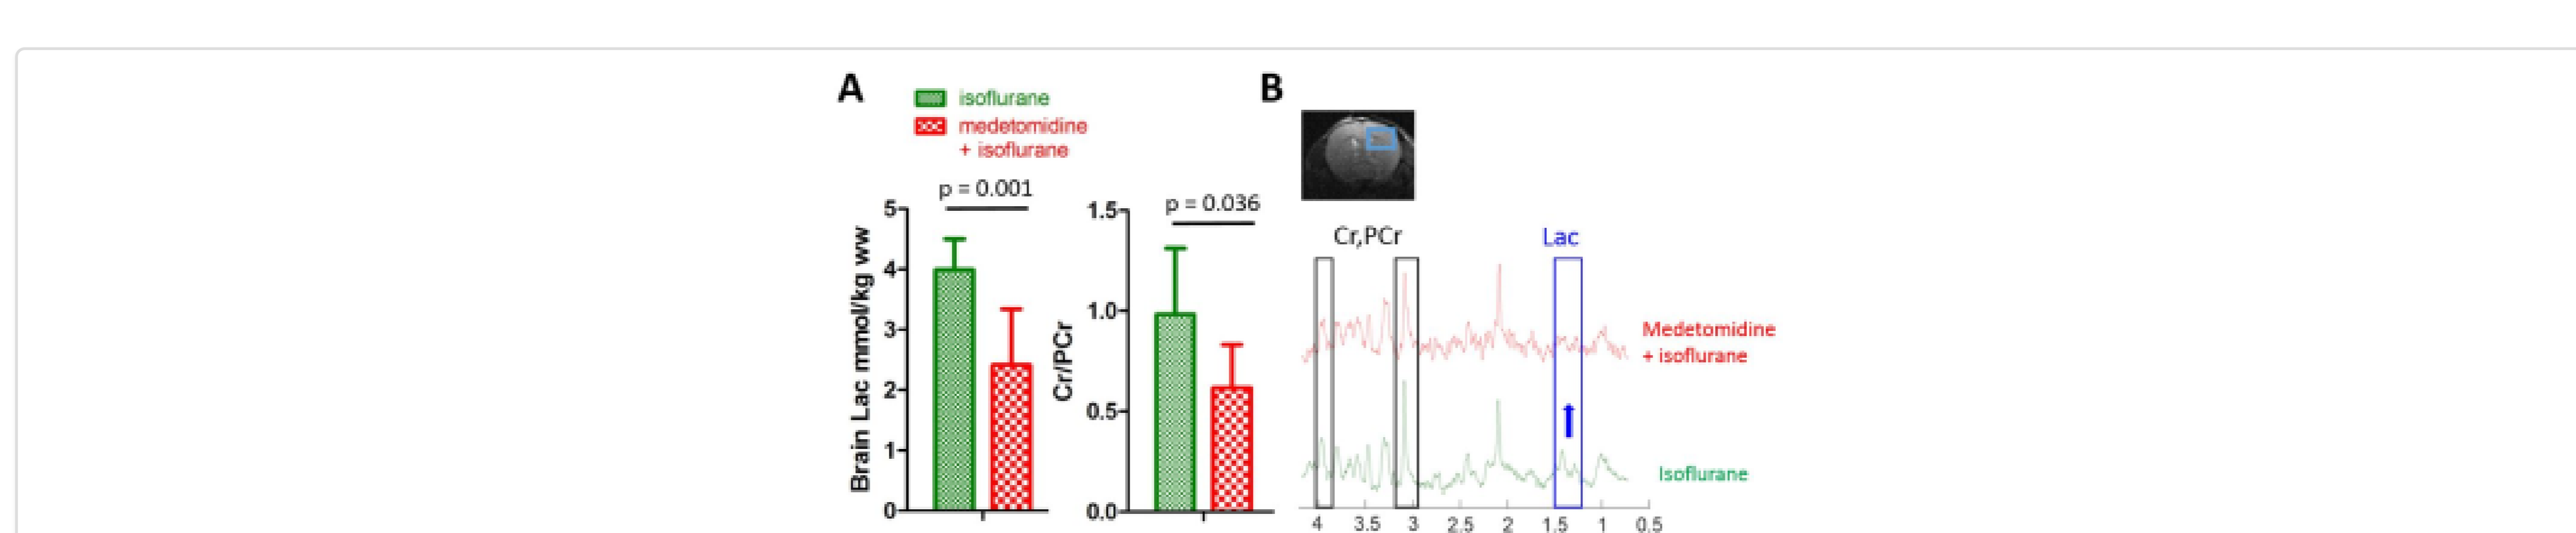 A
isoflurane
medetomidine
+ isoflurane
p = 0.001
5
4
3
2
1
0
Brain Lac mmol/kg ww
p = 0.036
1.5
1.0
0.5
0.0
Cr/PCr
B
Cr,PCr
Lac
Medetomidine
+ isoflurane
Isoflurane
4 3.5 3 2.5 2 1.5 1 0.5